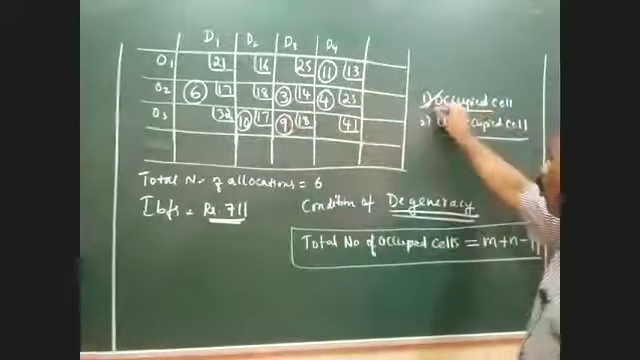 D1 D2 D3 D4
O1 21 16 25 11 13
O2 6 17 18 3 14 4 23
O3 32 10 17 9 18 41
1) Occupied cell
2) cupied cell
Total No of allocations = 6
Ibfs = Rs. 711
Condition of Degeneracy
Total No of occupied cells = m+n-1